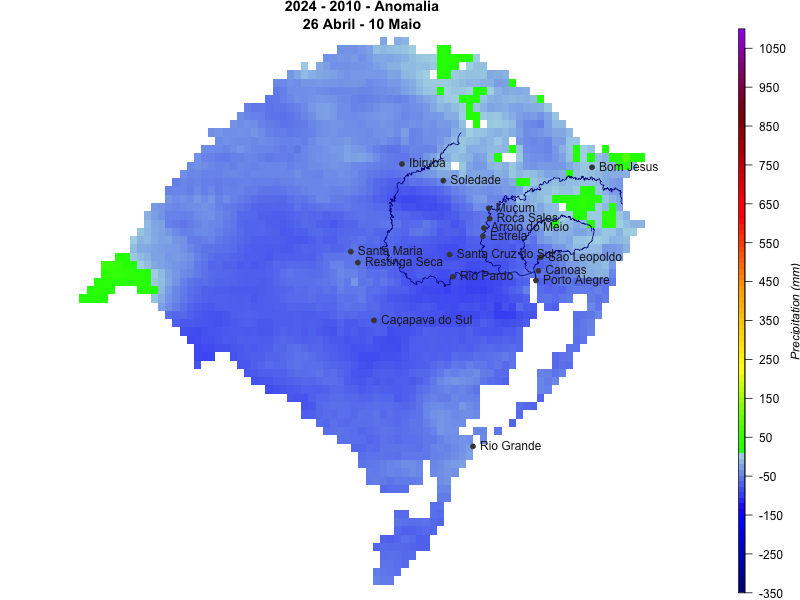 2024 - 2010 - Anomalia
26 Abril - 10 Maio
Ibirubá
Bom Jesus
Soledade
Muçum
Roca Sales
Arroio do Meio
Estrela
Santa Maria
Santa Cruz do Sul
São Leopoldo
Restinga Seca
Canoas
Rio Pardo
Porto Alegre
Caçapava do Sul
Rio Grande
1050
950
850
750
650
550
450
350
250
150
50
-50
-150
-250
-350
Precipitation (mm)